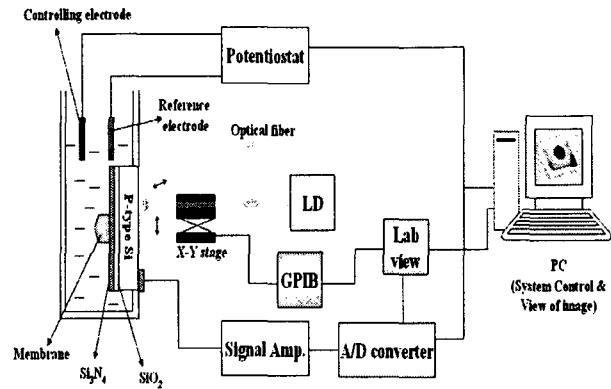 Controlling electrode
Potentiostat
Reference
electrode
Optical fiber
P-type Si
LD
X-Y stage
GPIB
Lab
view
PC
(System Control &
View of Image)
Membrane
Si₃N₄
SiO₂
Signal Amp.
A/D converter